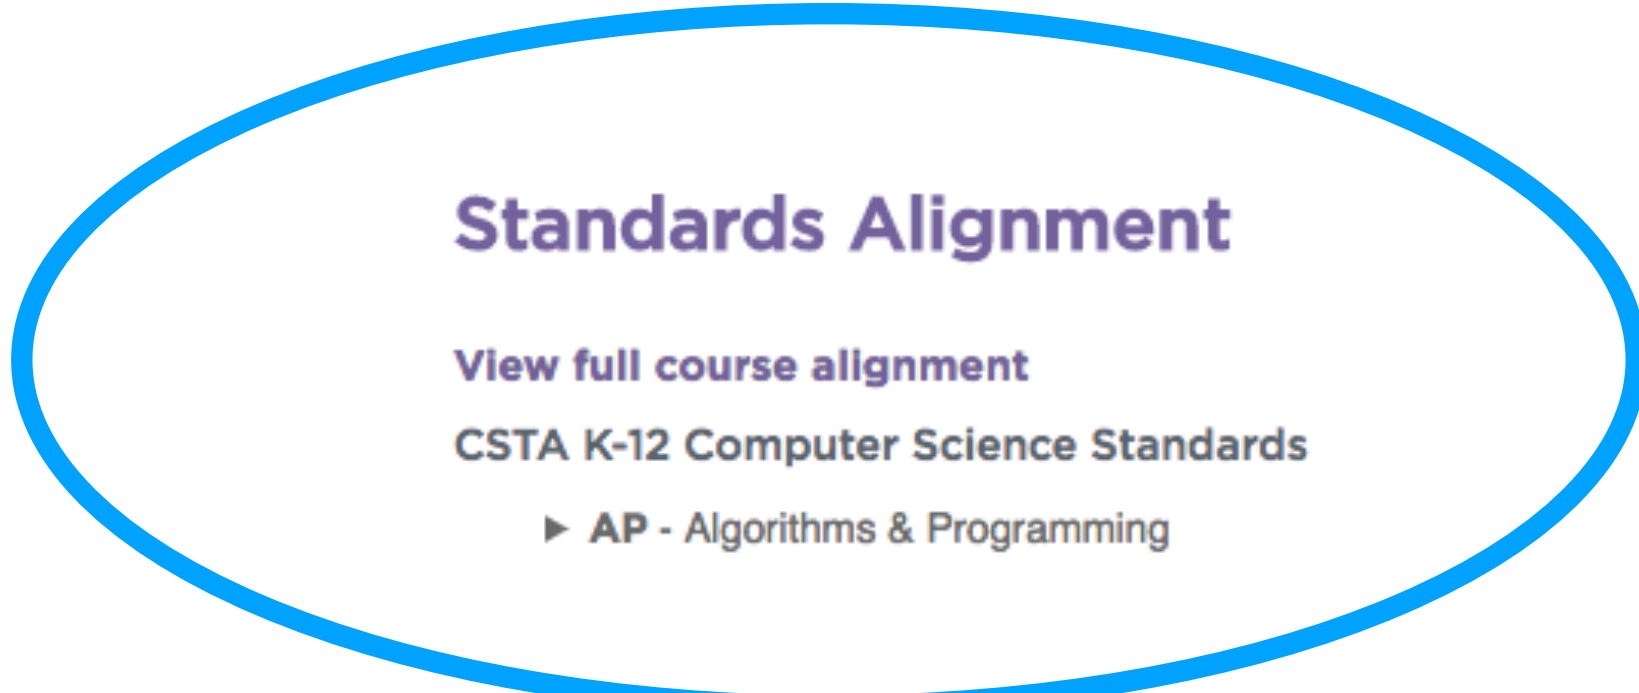 Standards Alignment
View full course alignment
CSTA K-12 Computer Science Standards
▶ AP - Algorithms & Programming